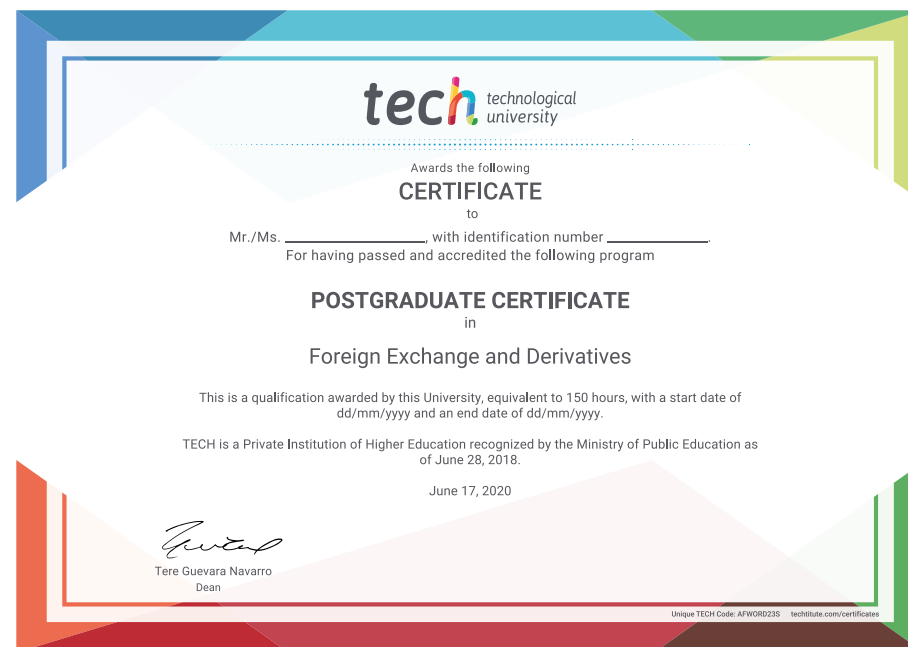 tech technological
university
Awards the following
CERTIFICATE
to
Mr./Ms. ____________, with identification number ____________.
For having passed and accredited the following program
POSTGRADUATE CERTIFICATE
in
Foreign Exchange and Derivatives
This is a qualification awarded by this University, equivalent to 150 hours, with a start date of
dd/mm/yyyy and an end date of dd/mm/yyyy.
TECH is a Private Institution of Higher Education recognized by the Ministry of Public Education as
of June 28, 2018.
June 17, 2020
Tere Guevara Navarro
Dean
Unique TECH Code: AFWORD23S techtitute.com/certificates